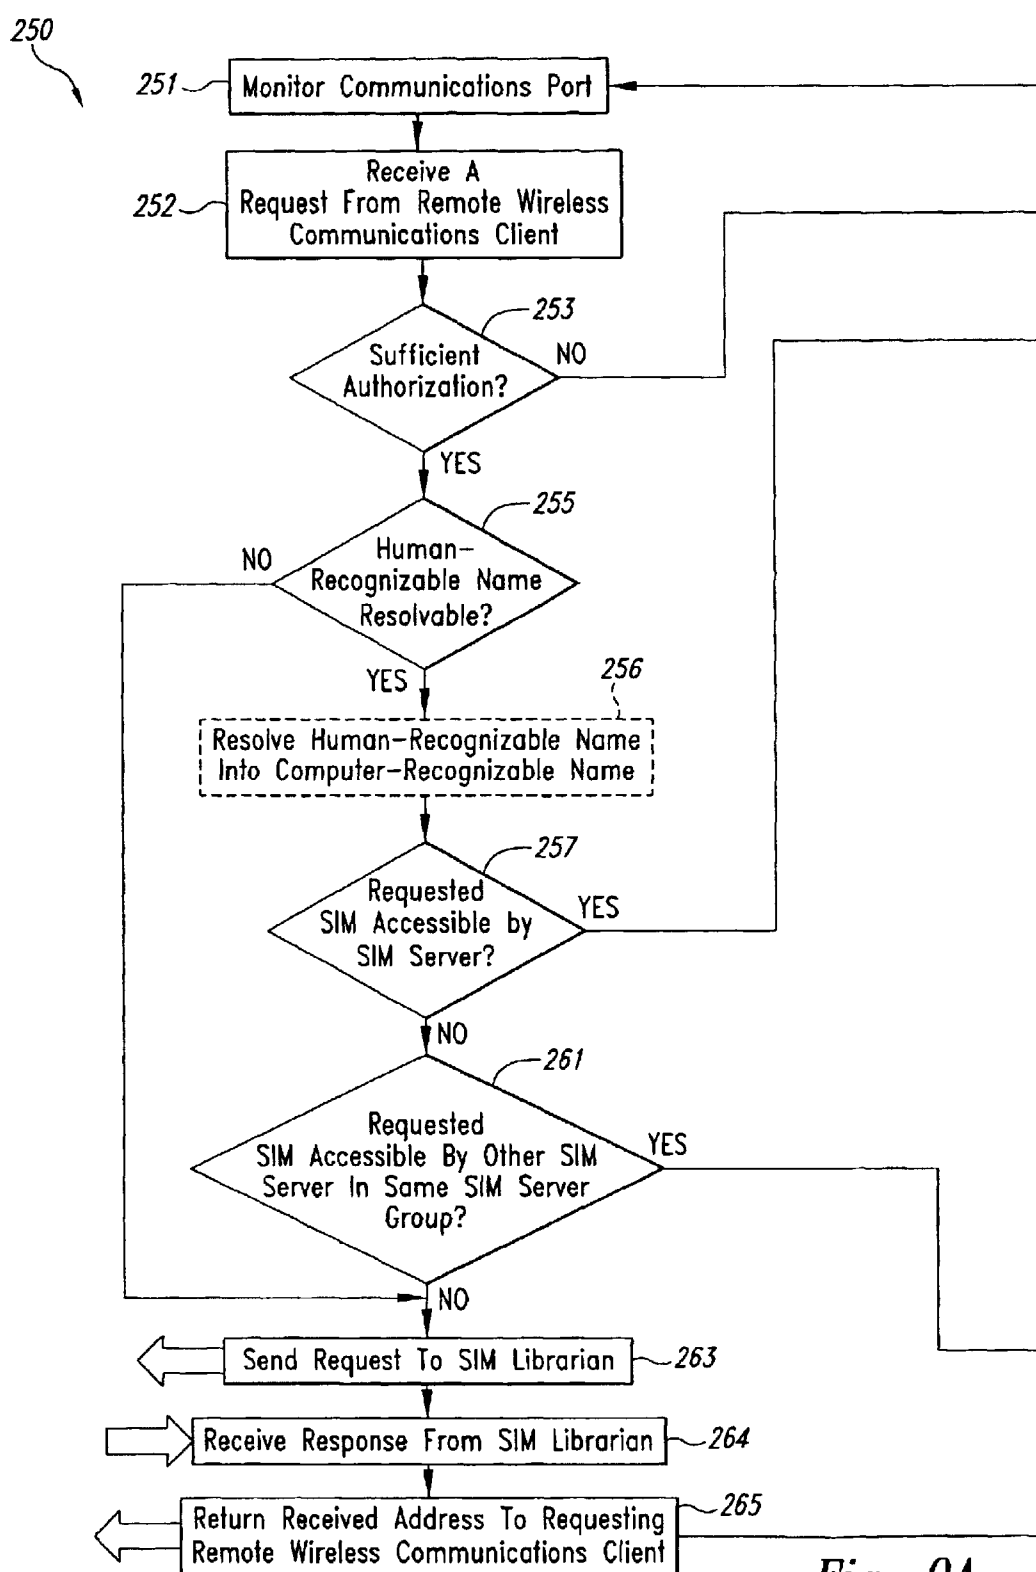 250
251
Monitor Communications Port
252
Receive A
Request From Remote Wireless
Communications Client
253
Sufficient
Authorization?
NO
YES
255
Human-
Recognizable Name
Resolvable?
NO
YES
256
Resolve Human-Recognizable Name
Into Computer-Recognizable Name
257
Requested
SIM Accessible by
SIM Server?
YES
NO
261
Requested
SIM Accessible By Other SIM
Server In Same SIM Server
Group?
YES
NO
Send Request To SIM Librarian
263
Receive Response From SIM Librarian
264
Return Received Address To Requesting
Remote Wireless Communications Client
265